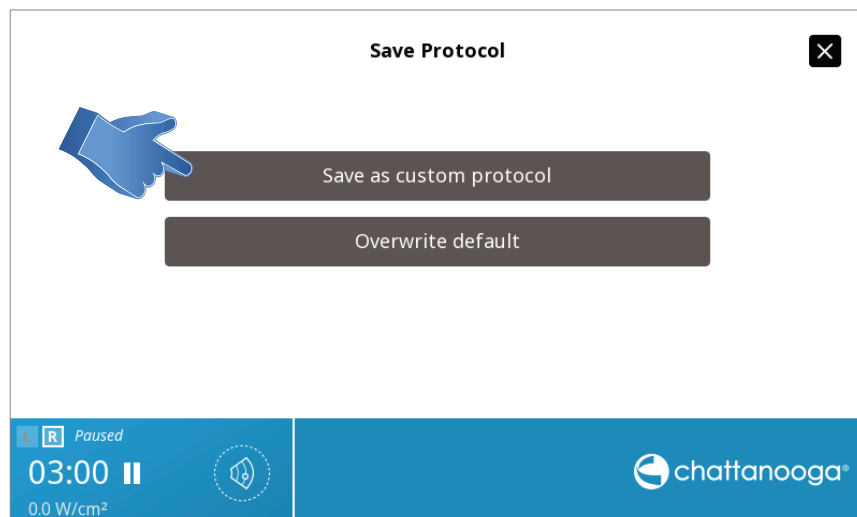 Save Protocol
Save as custom protocol
Overwrite default
L R Paused
03:00
0.0 W/cm²
chattanooga®